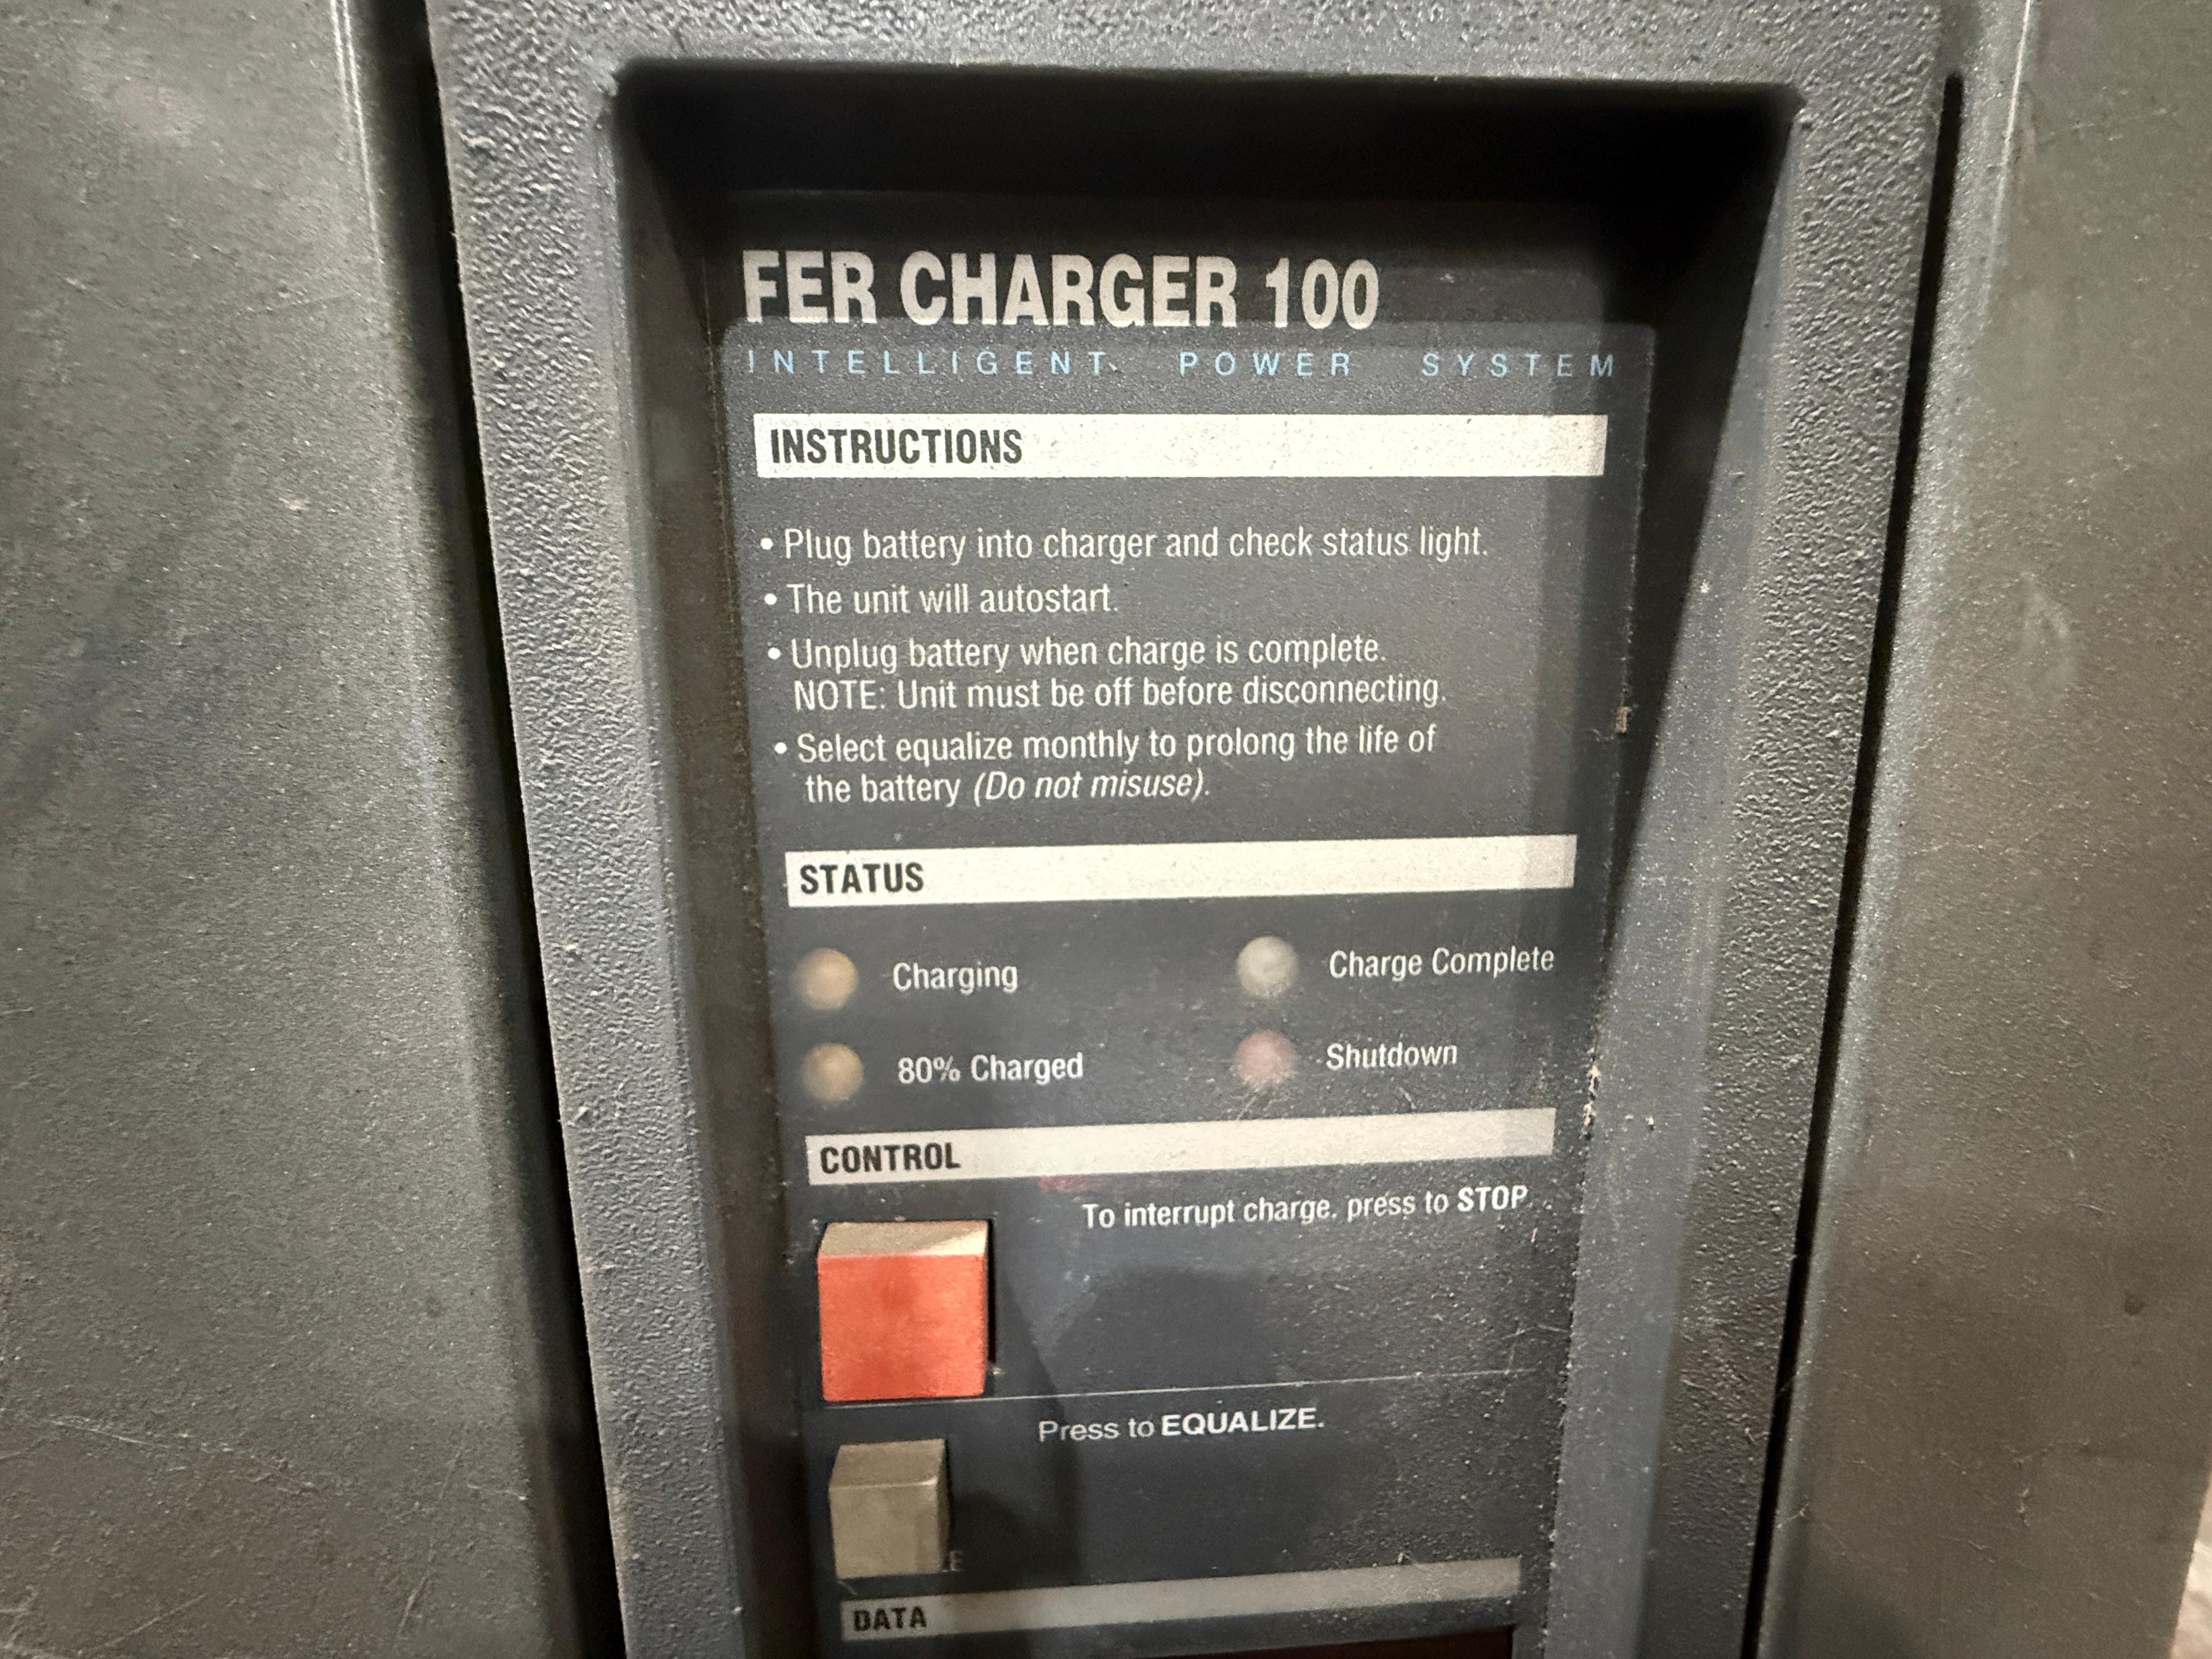 FER CHARGER 100
INTELLIGENT POWER SYSTEM
INSTRUCTIONS
• Plug battery into charger and check status light.
• The unit will autostart.
• Unplug battery when charge is complete.
NOTE: Unit must be off before disconnecting.
• Select equalize monthly to prolong the life of
the battery (Do not misuse).
STATUS
Charging
Charge Complete
80% Charged
Shutdown
CONTROL
To interrupt charge, press to STOP.
Press to EQUALIZE.
E
DATA